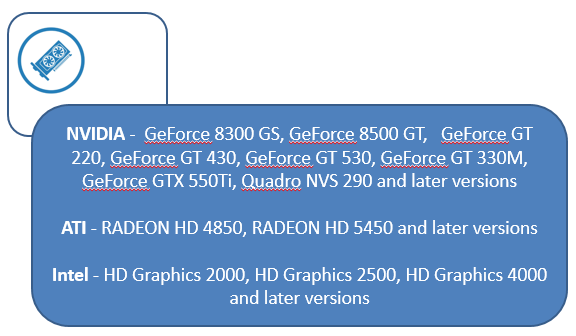 NVIDIA - GeForce 8300 GS, GeForce 8500 GT, GeForce GT
220, GeForce GT 430, GeForce GT 530, GeForce GT 330M,
GeForce GTX 550Ti, Quadro NVS 290 and later versions
ATI - RADEON HD 4850, RADEON HD 5450 and later versions
Intel - HD Graphics 2000, HD Graphics 2500, HD Graphics 4000
and later versions